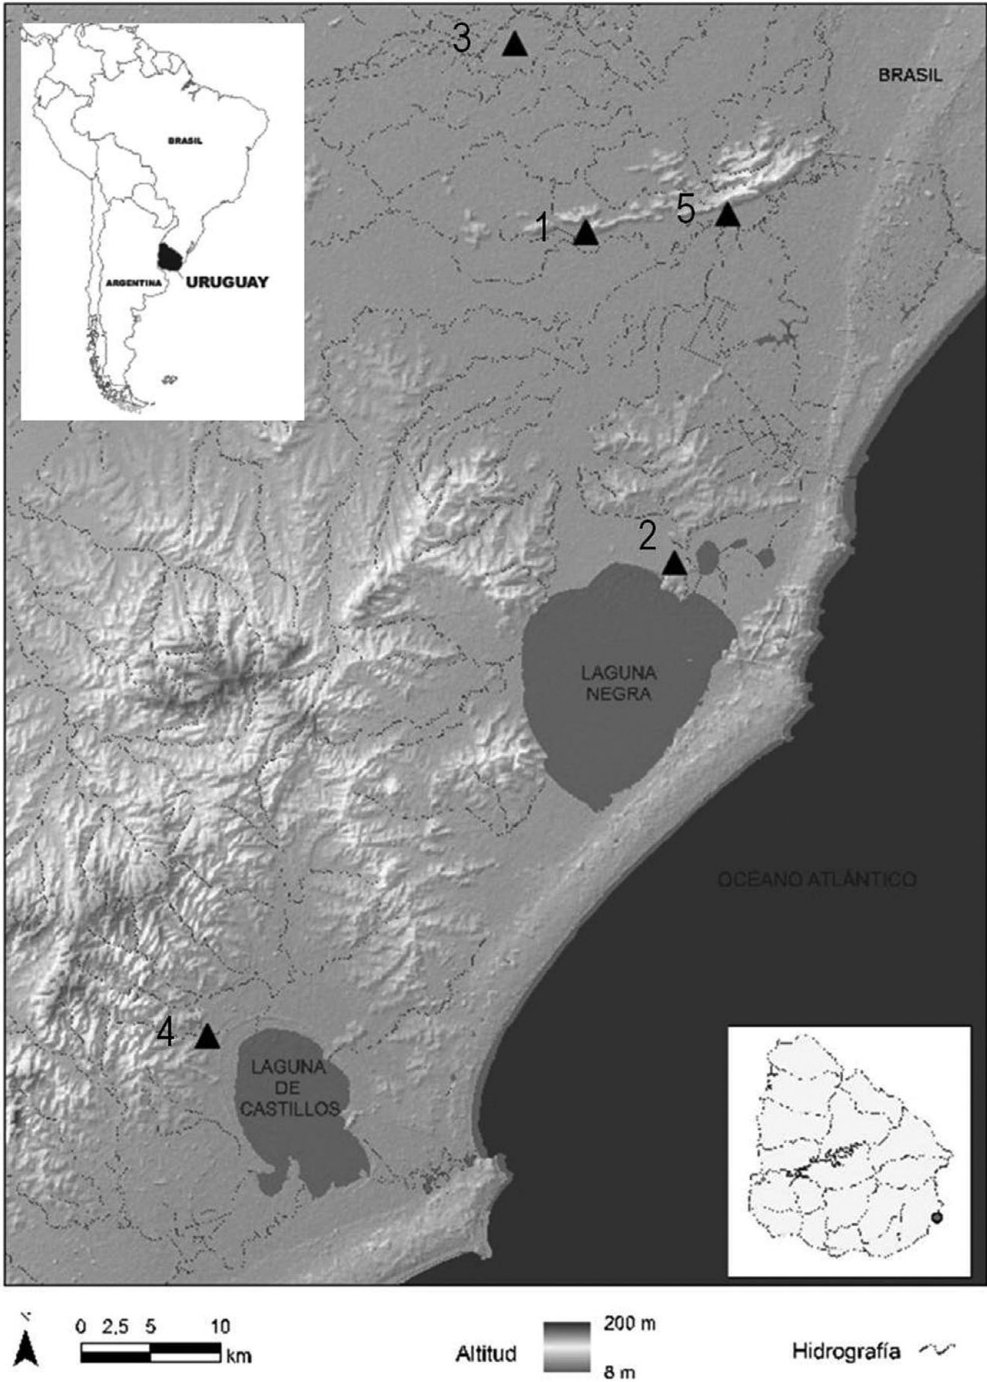 3
BRASIL
BRASIL
ARGENTINA
URUGUAY
1
5
2
LAGUNA
NEGRA
OCEANO ATLÁNTICO
4
LAGUNA
DE
CASTILLOS
0 2,5 5 10
km
Altitud
200 m
8 m
Hidrografía